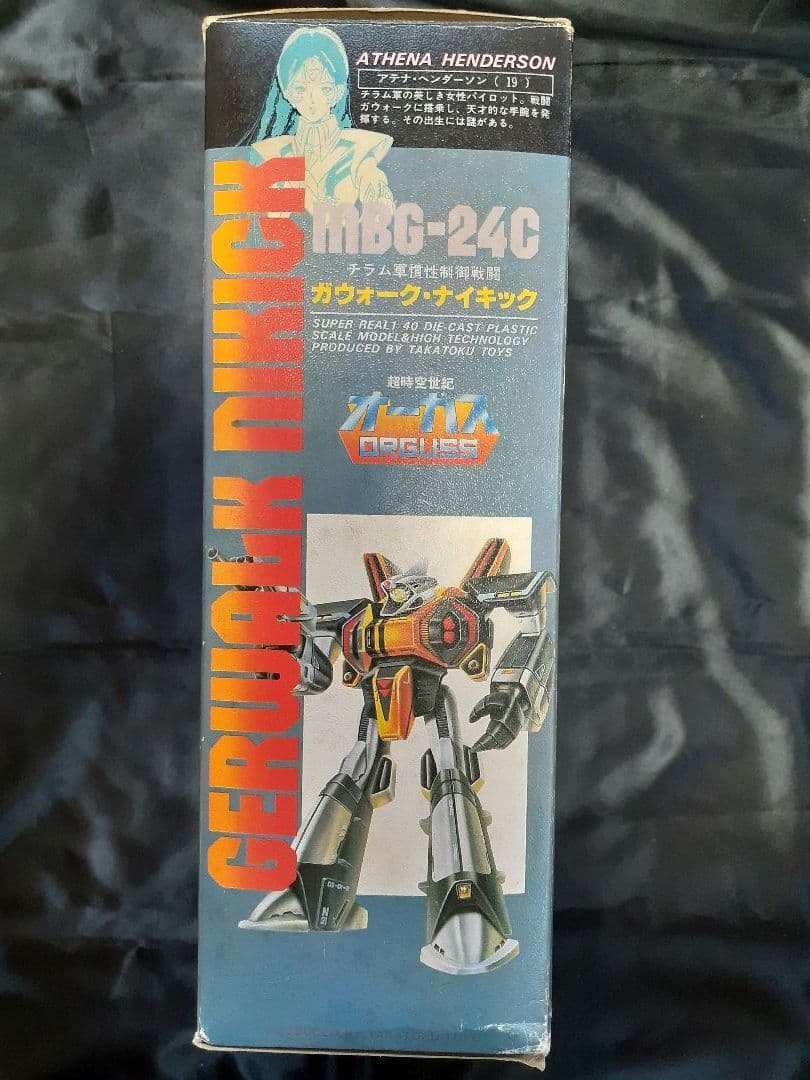 ATHENA HENDERSON
アテナ・ヘンダーソン(19)
チラム軍の美しき女性パイロット。戦闘
ガウォークに搭乗し、天才的な手腕を発
揮する。その出生には謎がある。
GERWALK NIKICK
MBG-24C
チラム軍慣性制御戦闘
ガウォーク・ナイキック
SUPER REAL1 40 DIE-CAST PLASTIC
SCALE MODEL&HIGH TECHNOLOGY
PRODUCED BY TAKATOKU TOYS
超時空世紀
オーガス
ORGUSS